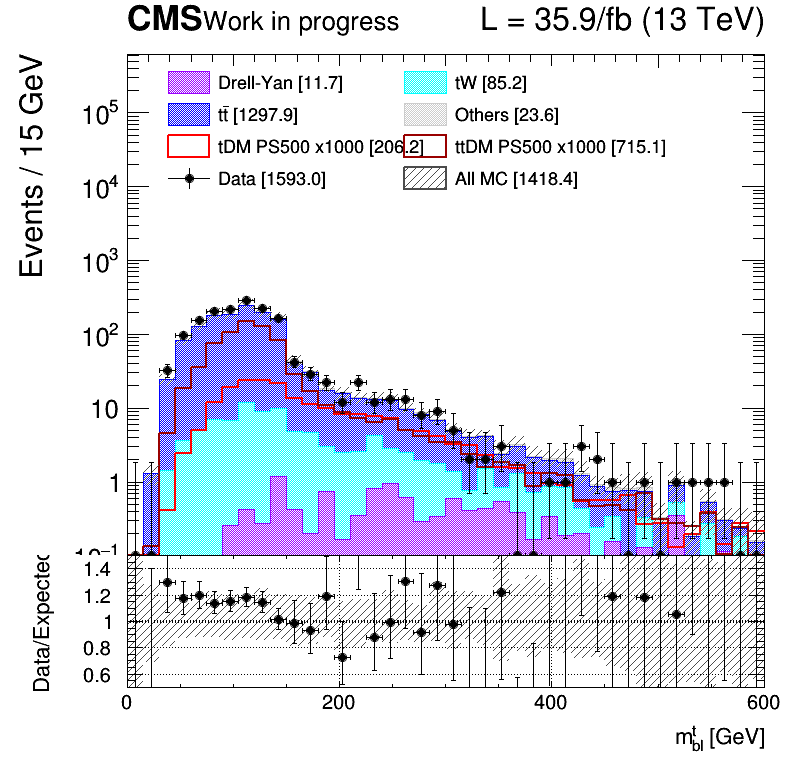 CMS Work in progress L = 35.9/fb (13 TeV)
Events / 15 GeV
Drell-Yan [11.7] tW [85.2]
tt̄ [1297.9] Others [23.6]
tDM PS500 x1000 [206.2] ttDM PS500 x1000 [715.1]
Data [1593.0] All MC [1418.4]
10⁵
10⁴
10³
10²
10
1
10⁻¹
Data/Expected
1.4
1.2
1
0.8
0.6
0 200 400 600
mᵗbl [GeV]